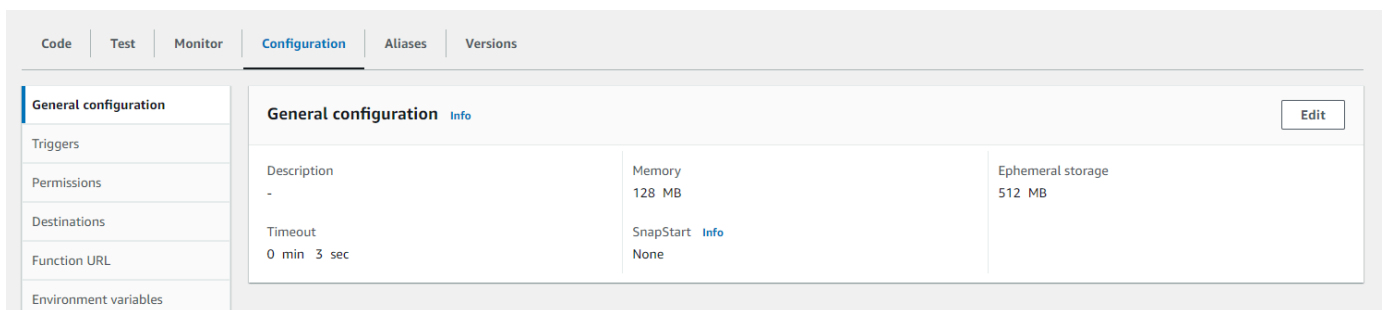 Code Test Monitor Configuration Aliases Versions
General configuration
Triggers
Permissions
Destinations
Function URL
Environment variables
General configuration Info
Edit
Description
-
Timeout
0 min 3 sec
Memory
128 MB
SnapStart Info
None
Ephemeral storage
512 MB